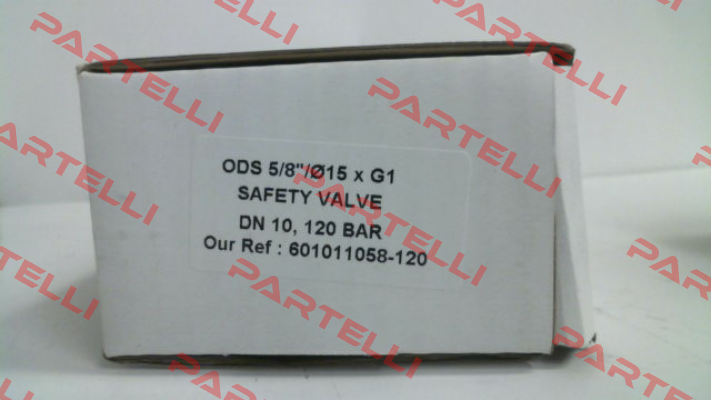 ODS 5/8"/Ø15 x G1
SAFETY VALVE
DN 10, 120 BAR
Our Ref : 601011058-120
PARTELLI